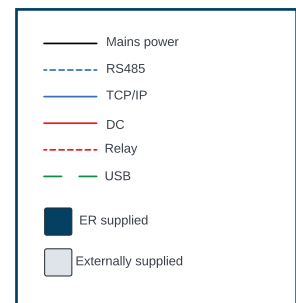 Mains power
RS485
TCP/IP
DC
Relay
USB
ER supplied
Externally supplied